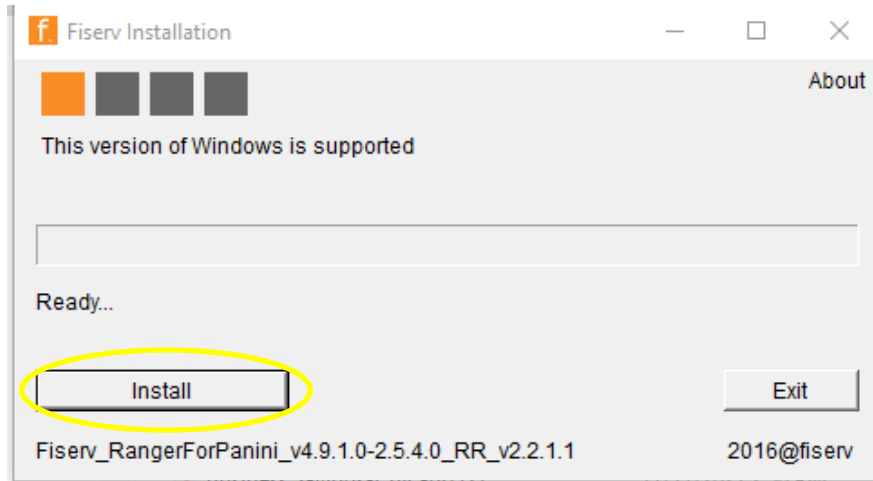 f. Fiserv Installation
About
This version of Windows is supported
Ready...
Install
Exit
Fiserv_RangerForPanini_v4.9.1.0-2.5.4.0_RR_v2.2.1.1
2016@fiserv